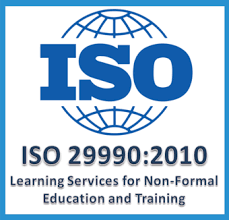 ISO
ISO 29990:2010
Learning Services for Non-Formal
Education and Training